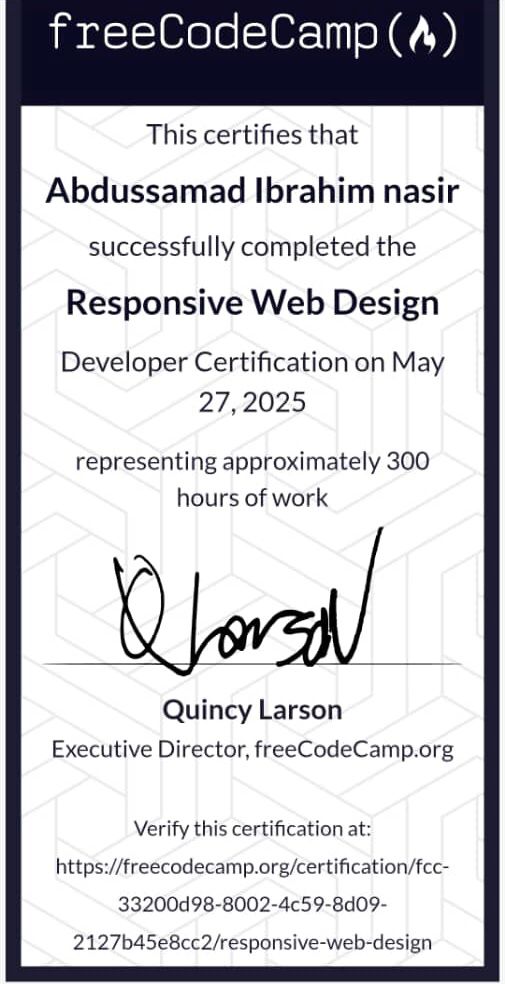 freeCodeCamp(🔥)
This certifies that
Abdussamad Ibrahim nasir
successfully completed the
Responsive Web Design
Developer Certification on May
27, 2025
representing approximately 300
hours of work
Quincy Larson
Executive Director, freeCodeCamp.org
Verify this certification at:
https://freecodecamp.org/certification/fcc-
33200d98-8002-4c59-8d09-
2127b45e8cc2/responsive-web-design